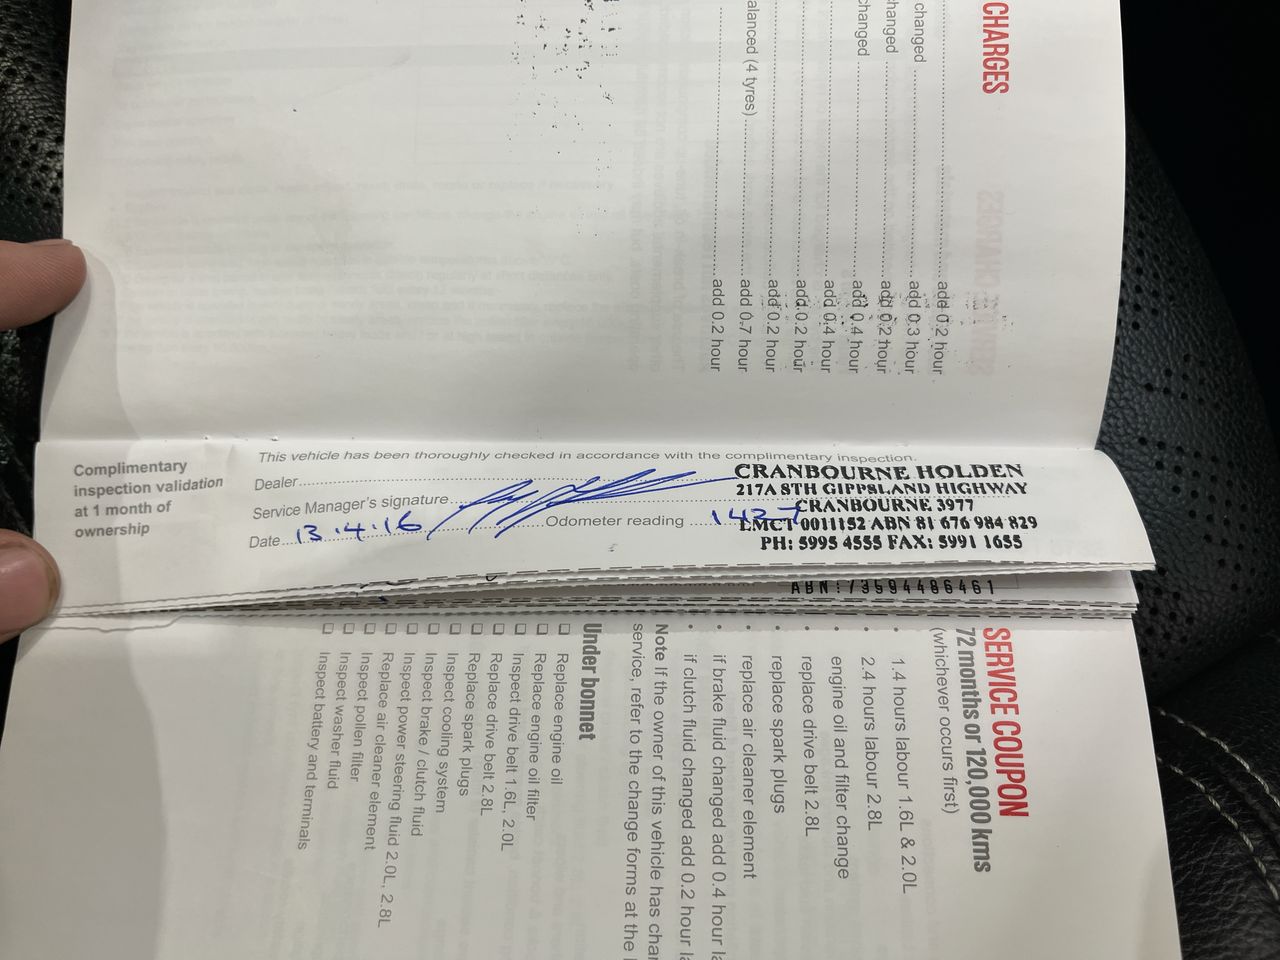 CHARGES
changed
changed
changed
alanced (4 tyres)
add 0.2 hour
add 0.3 hour
add 0.2 hour
add 0.4 hour
add 0.4 hour
add 0.2 hour
add 0.2 hour
add 0.7 hour
add 0.2 hour
Complimentary
inspection validation
at 1 month of
ownership
This vehicle has been thoroughly checked in accordance with the complimentary inspection.
Dealer
Service Manager's signature
Date 13.4.16 Odometer reading 1427
CRANBOURNE HOLDEN
217A STH GIPPSLAND HIGHWAY
CRANBOURNE 3977
LMCT 0011152 ABN 81 676 984 829
PH: 5995 4555 FAX: 5991 1655
ABN:73594486461
SERVICE COUPON
72 months or 120,000 kms
(whichever occurs first)
• 1.4 hours labour 1.6L & 2.0L
• 2.4 hours labour 2.8L
• engine oil and filter change
• replace drive belt 2.8L
• replace spark plugs
• replace air cleaner element
• if brake fluid changed add 0.4 hour la
• if clutch fluid changed add 0.2 hour la
Note If the owner of this vehicle has chan
service, refer to the change forms at the
Under bonnet
❑ Replace engine oil
❑ Replace engine oil filter
❑ Inspect drive belt 1.6L, 2.0L
❑ Replace drive belt 2.8L
❑ Replace spark plugs
❑ Inspect cooling system
❑ Inspect brake / clutch fluid
❑ Inspect power steering fluid 2.0L, 2.8L
❑ Replace air cleaner element
❑ Inspect pollen filter
❑ Inspect washer fluid
❑ Inspect battery and terminals